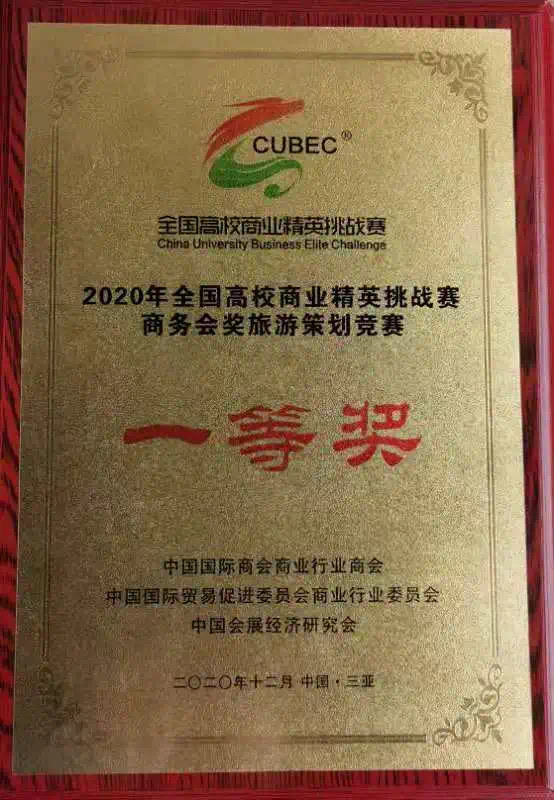 CUBEC®
全国高校商业精英挑战赛
China University Business Elite Challenge
2020年全国高校商业精英挑战赛
商务会奖旅游策划竞赛
一等奖
中国国际商会商业行业商会
中国国际贸易促进委员会商业行业委员会
中国会展经济研究会
二〇二〇年十二月 中国·三亚